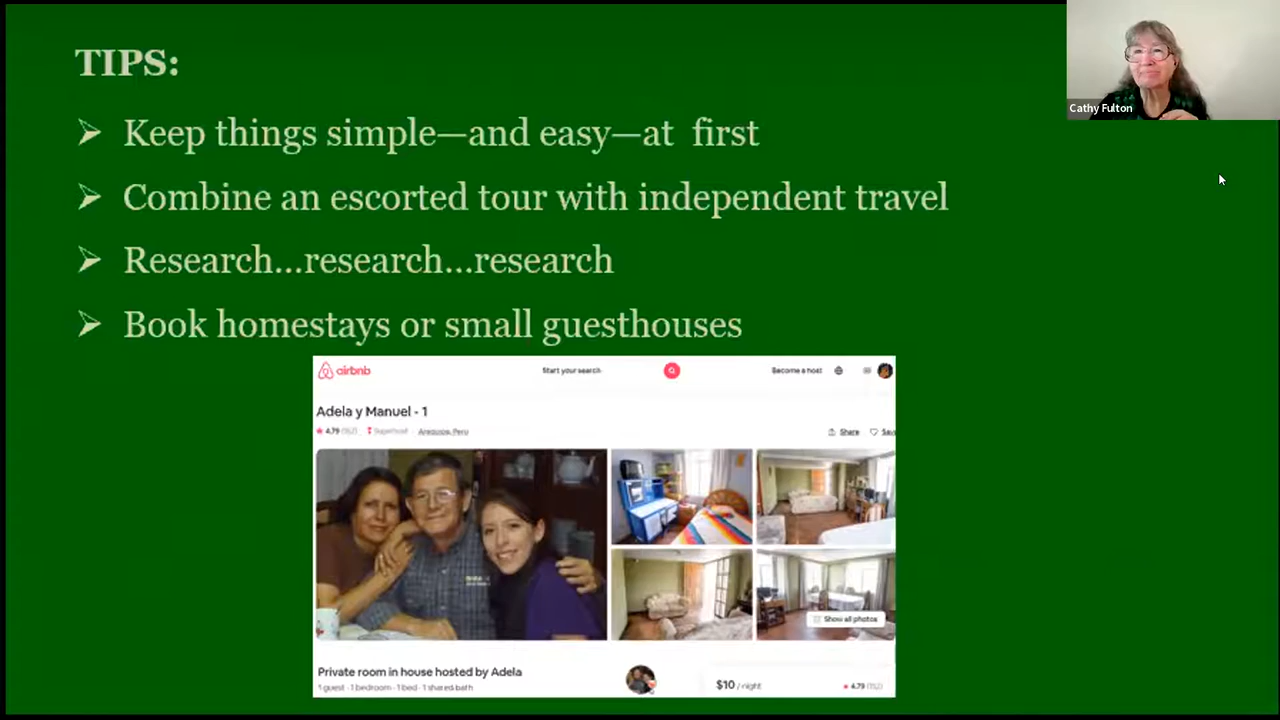 TIPS:
Cathy Fulton
➢ Keep things simple—and easy—at first
➢ Combine an escorted tour with independent travel
➢ Research...research...research
➢ Book homestays or small guesthouses
airbnb
Start your search
Become a host
Adela y Manuel - 1
4.79 (152) · Superhost · Arequipa, Peru
Share
Save
Show all photos
Private room in house hosted by Adela
1 guest · 1 bedroom · 1 bed · 1 shared bath
$10 / night
4.79 (152)